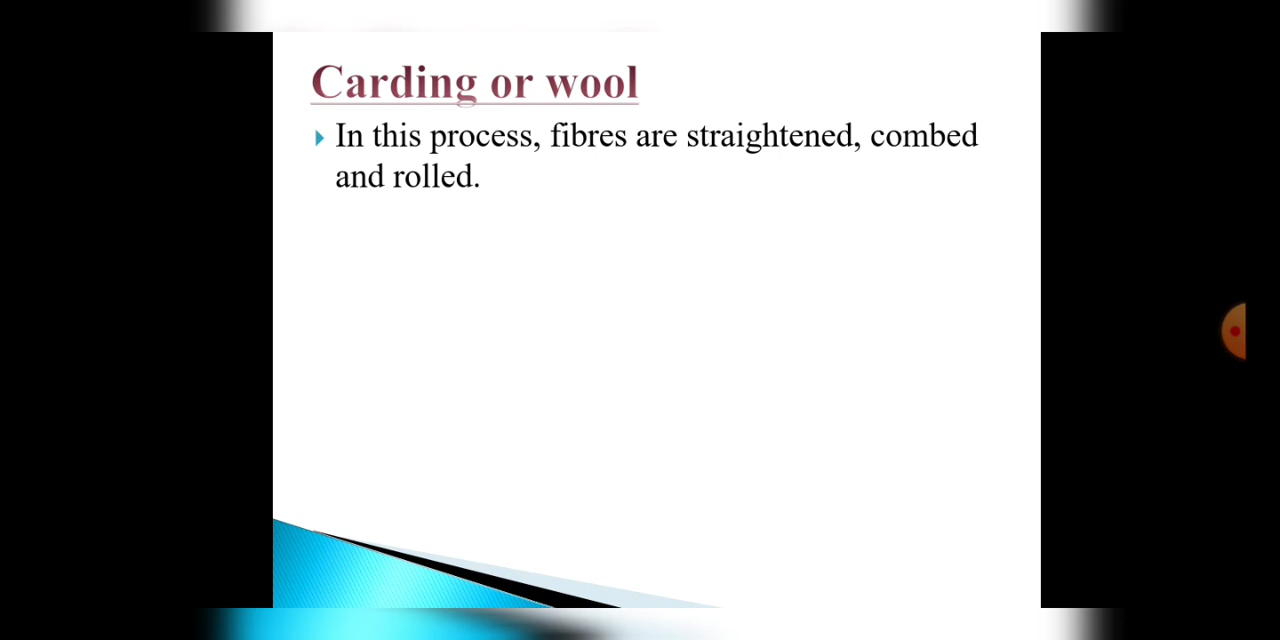 Carding or wool
In this process, fibres are straightened, combed
and rolled.